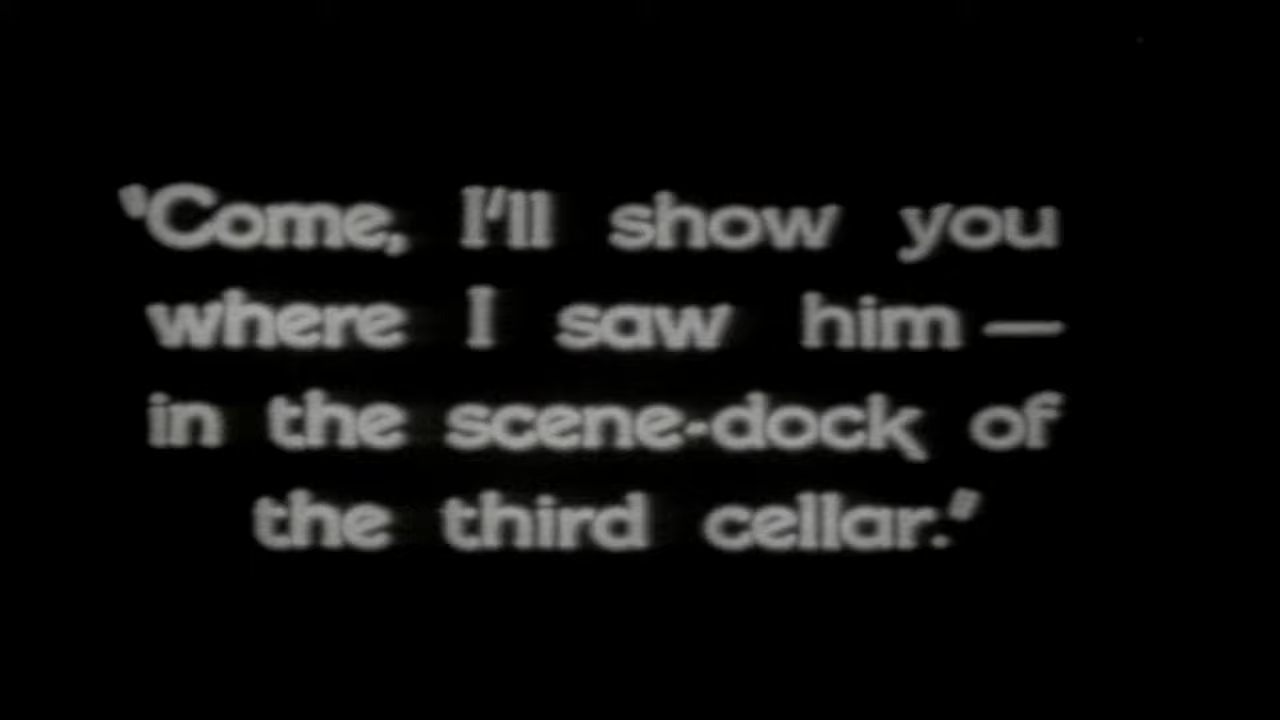 "Come, I'll show you
where I saw him —
in the scene-dock of
the third cellar."